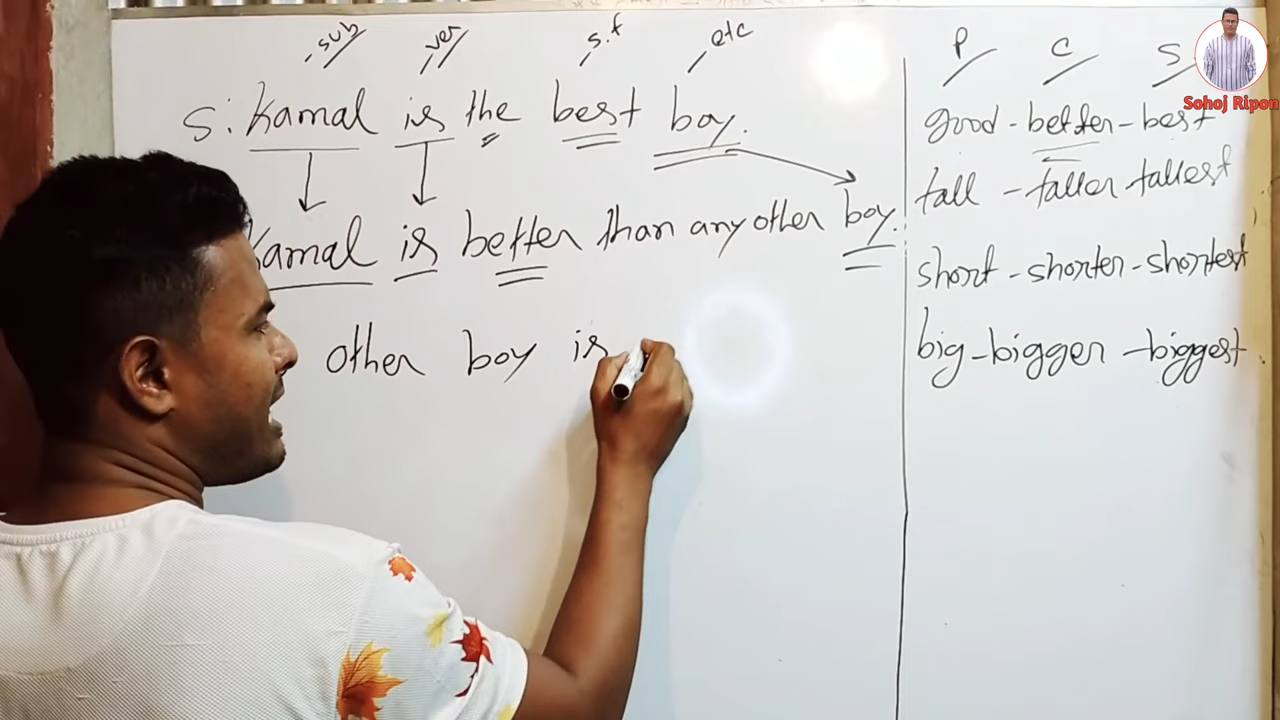 sub ver s.f etc
S: Kamal is the best boy.
Kamal is better than any other boy.
other boy is
P C S
good - better - best
tall - taller - tallest
short - shorter - shortest
big - bigger - biggest
Sohoj Ripon